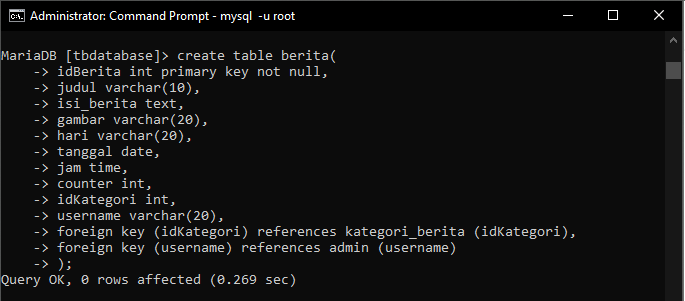 Administrator: Command Prompt - mysql  -u root
MariaDB [tbdatabase]> create table berita(
    -> idBerita int primary key not null,
    -> judul varchar(10),
    -> isi_berita text,
    -> gambar varchar(20),
    -> hari varchar(20),
    -> tanggal date,
    -> jam time,
    -> counter int,
    -> idKategori int,
    -> username varchar(20),
    -> foreign key (idKategori) references kategori_berita (idKategori),
    -> foreign key (username) references admin (username)
    -> );
Query OK, 0 rows affected (0.269 sec)